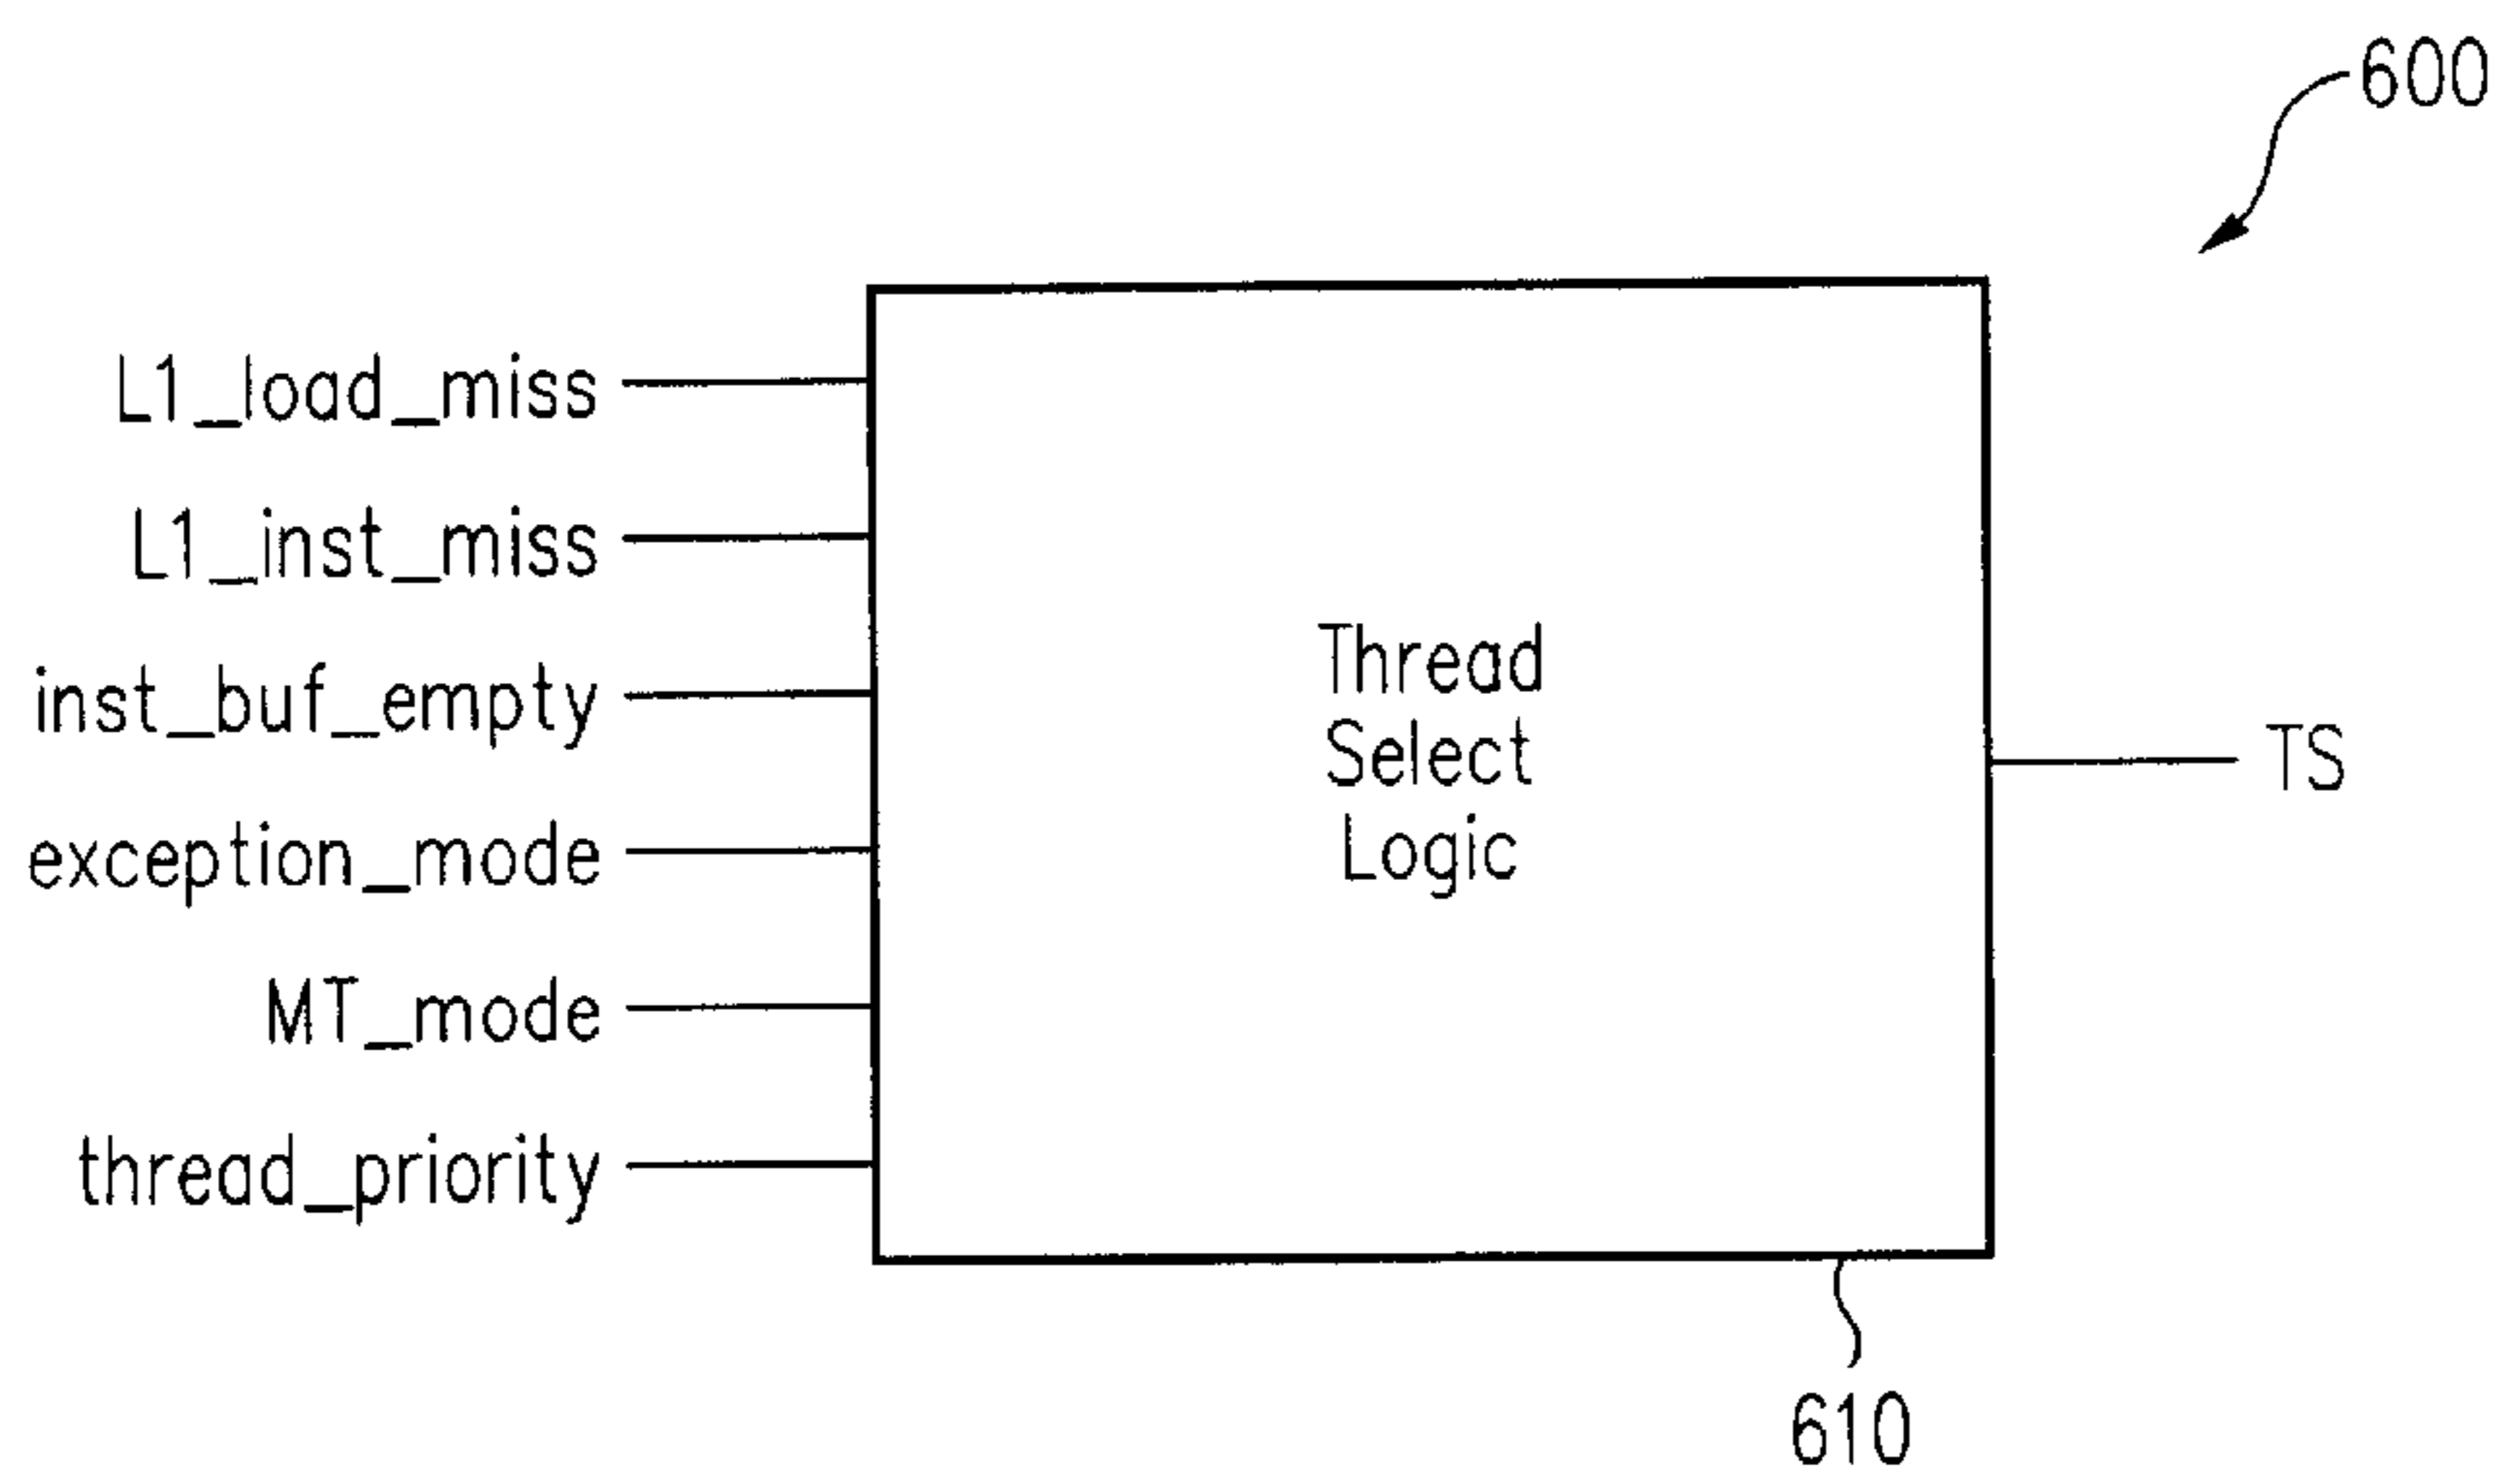 600
L1_load_miss
L1_inst_miss
inst_buf_empty
exception_mode
MT_mode
thread_priority
Thread
Select
Logic
TS
610